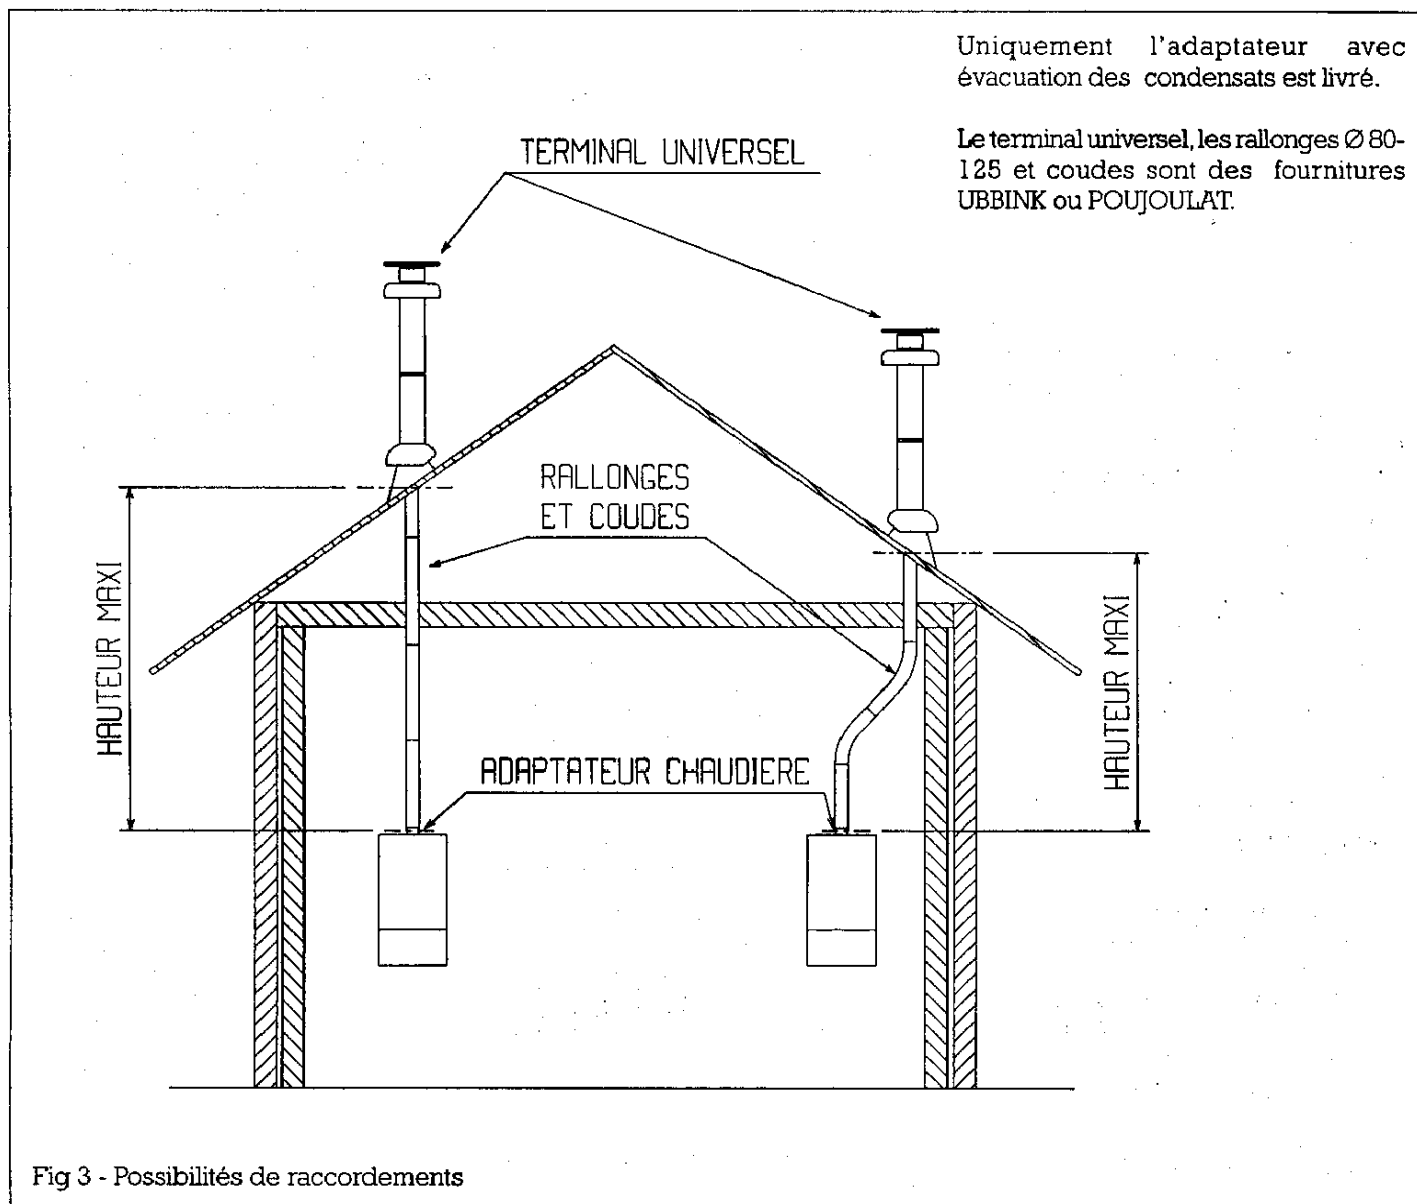 Uniquement l'adaptateur avec
évacuation des condensats est livré.
Le terminal universel, les rallonges Ø 80-
125 et coudes sont des fournitures
UBBINK ou POUJOULAT.
TERMINAL UNIVERSEL
RALLONGES
ET COUDES
HAUTEUR MAXI
HAUTEUR MAXI
ADAPTATEUR CHAUDIERE
Fig 3 - Possibilités de raccordements